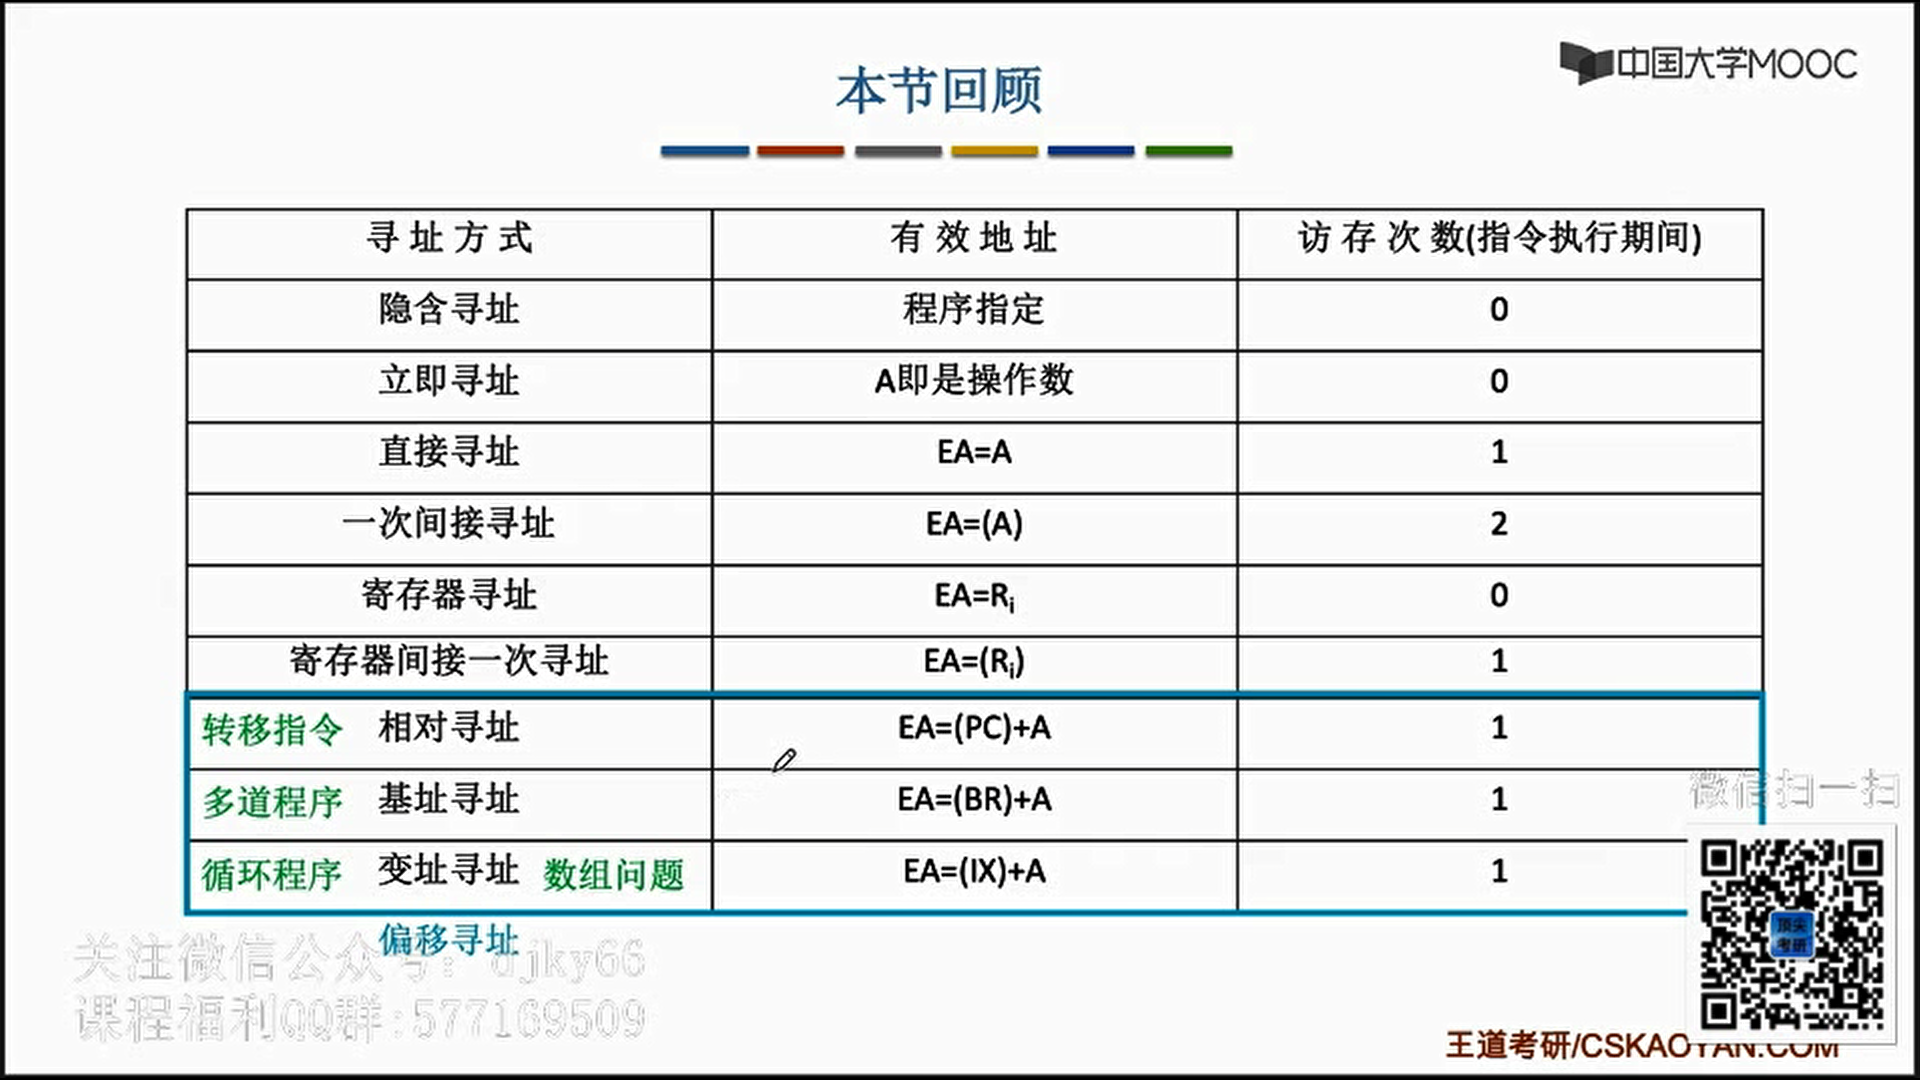 中国大学MOOC
本节回顾
寻址方式 有效地址 访存次数(指令执行期间)
隐含寻址 程序指定 0
立即寻址 A即是操作数 0
直接寻址 EA=A 1
一次间接寻址 EA=(A) 2
寄存器寻址 EA=Ri 0
寄存器间接一次寻址 EA=(Ri) 1
转移指令 相对寻址 EA=(PC)+A 1
多道程序 基址寻址 EA=(BR)+A 1
循环程序 变址寻址 数组问题 EA=(IX)+A 1
偏移寻址
微信扫一扫
顶尖
考研
关注微信公众号: djky66
课程福利QQ群:577169509
王道考研/CSKAOYAN.COM